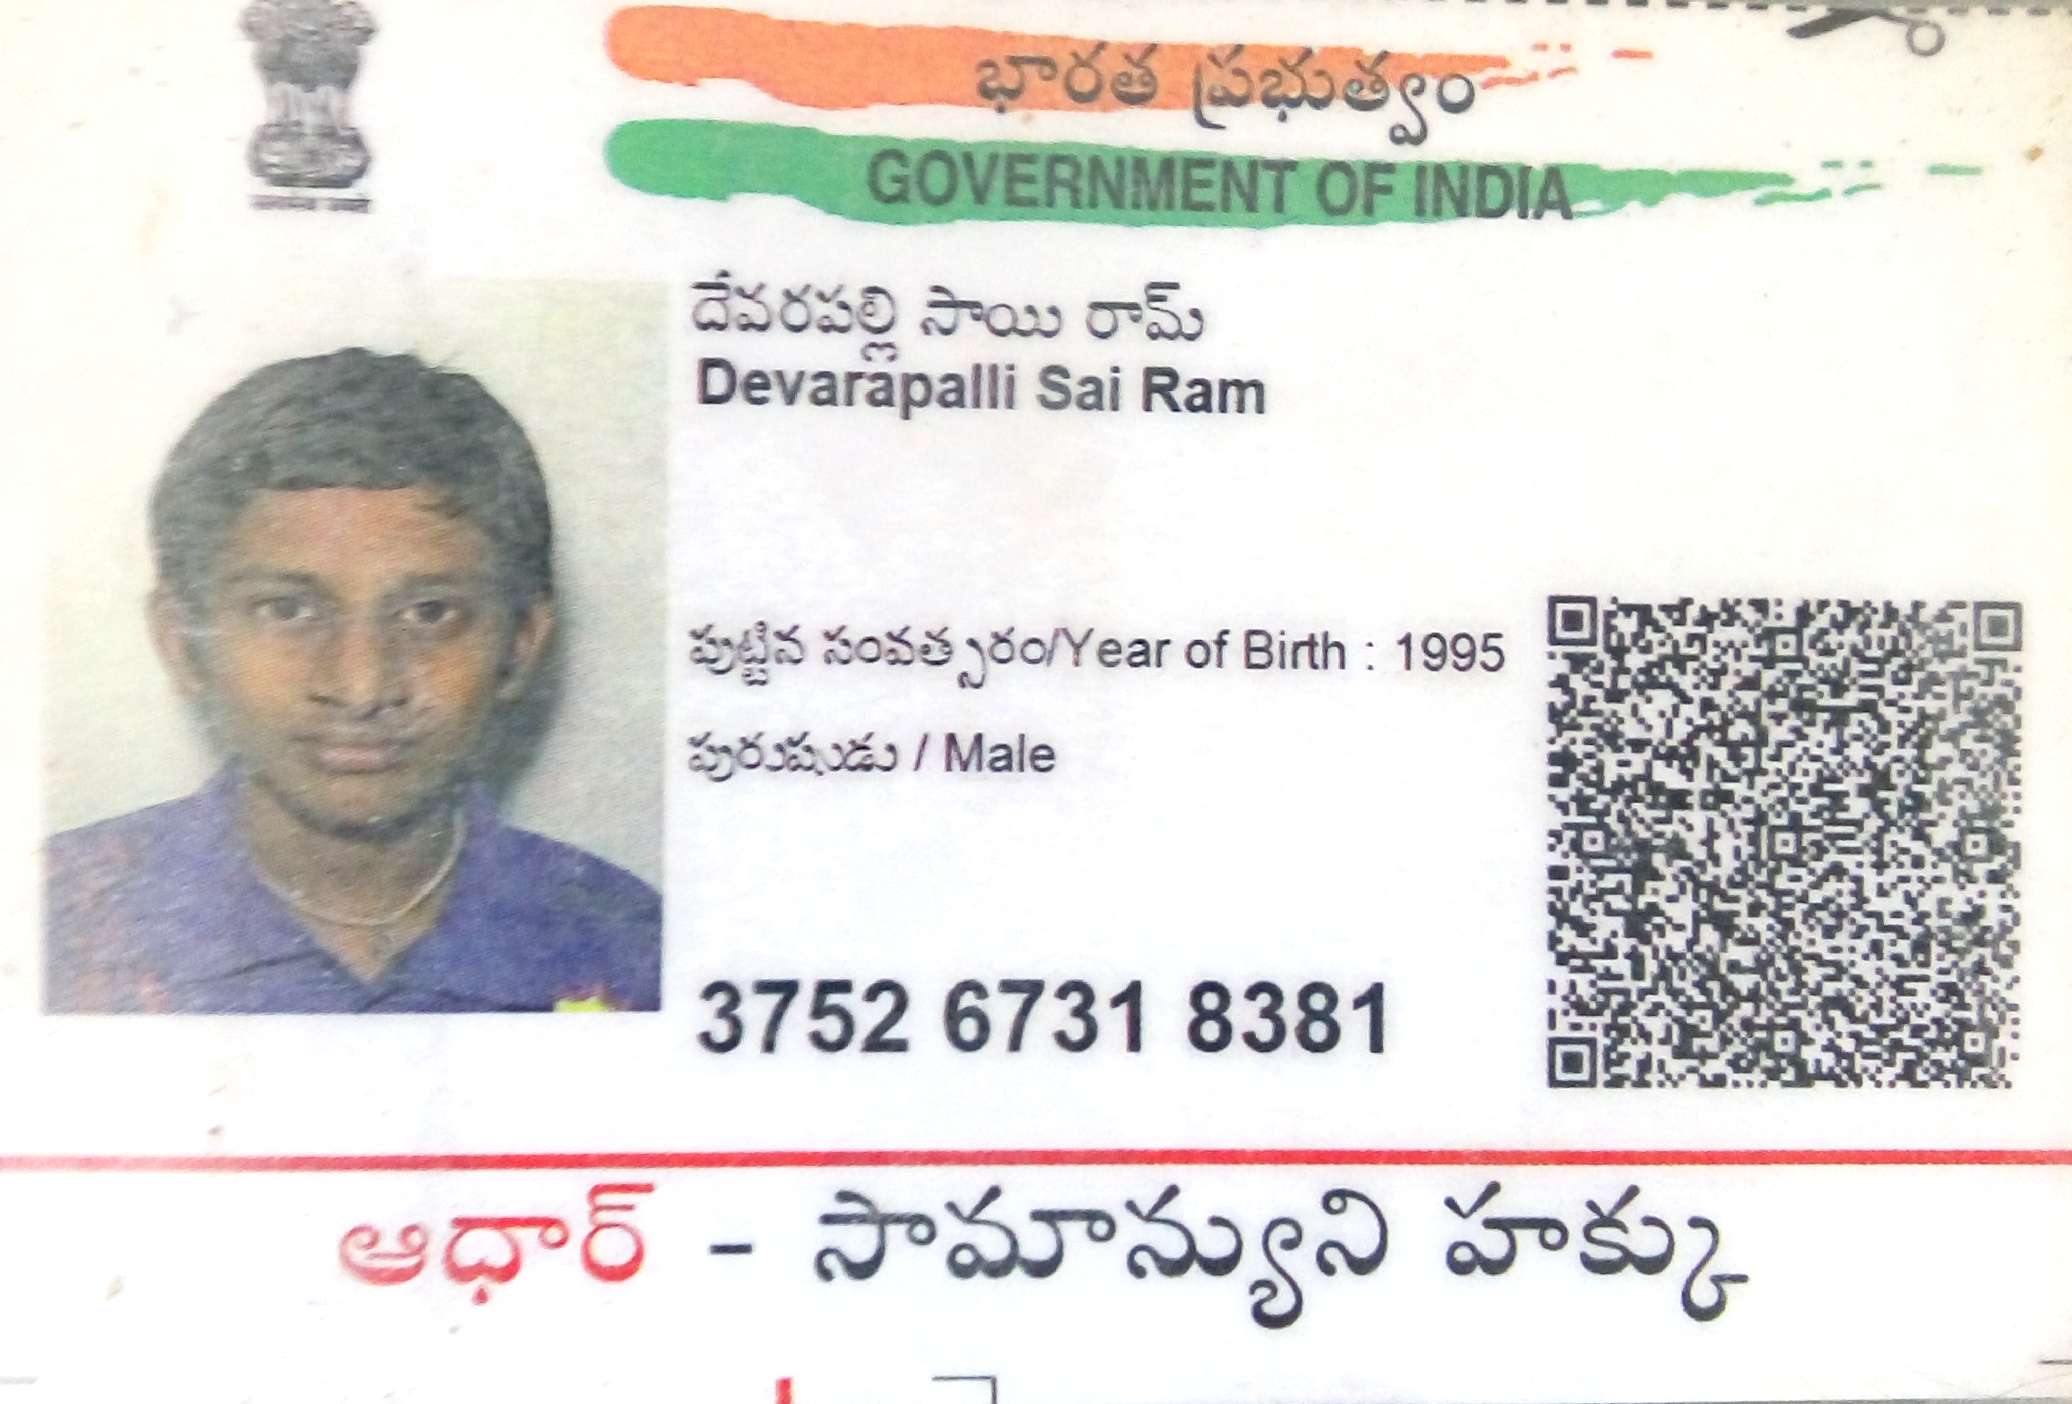 భారత ప్రభుత్వం
GOVERNMENT OF INDIA
దేవరపల్లి సాయి రామ్
Devarapalli Sai Ram
పుట్టిన సంవత్సరం/Year of Birth : 1995
పురుషుడు / Male
3752 6731 8381
ఆధార్ - సామాన్యుని హక్కు